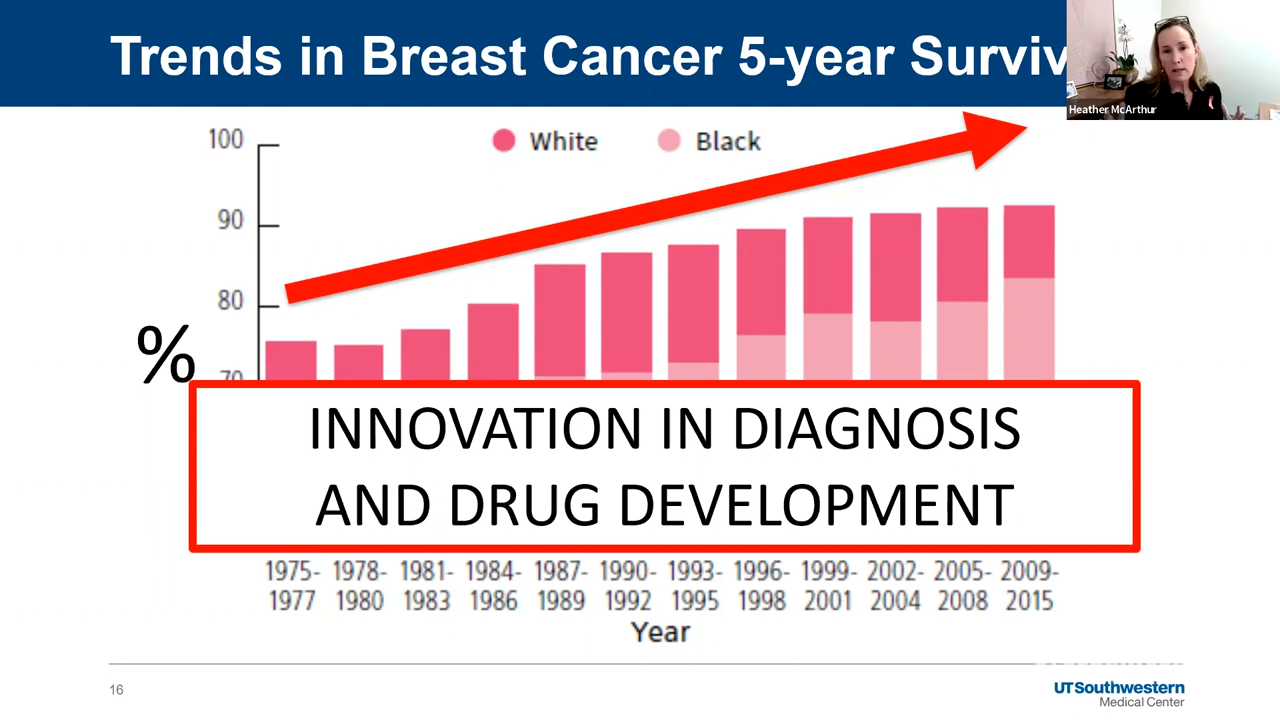 Trends in Breast Cancer 5-year Surviv
Heather McArthur
White
Black
100
90
80
%
70
INNOVATION IN DIAGNOSIS
AND DRUG DEVELOPMENT
1975- 1978- 1981- 1984- 1987- 1990- 1993- 1996- 1999- 2002- 2005- 2009-
1977 1980 1983 1986 1989 1992 1995 1998 2001 2004 2008 2015
Year
16
UTSouthwestern
Medical Center